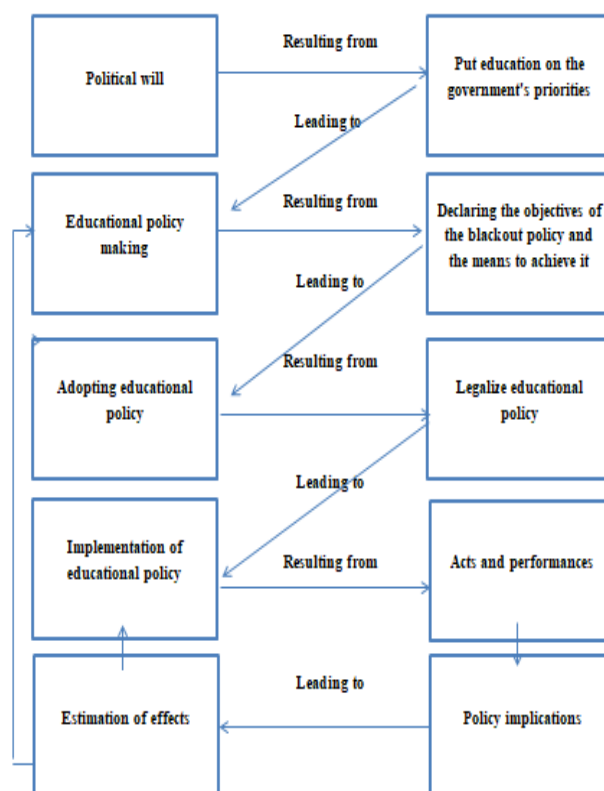 Political will
Resulting from
Put education on the
government's priorities
Leading to
Educational policy
making
Resulting from
Declaring the objectives of
the blackout policy and
the means to achieve it
Leading to
Adopting educational
policy
Resulting from
Legalize educational
policy
Leading to
Implementation of
educational policy
Resulting from
Acts and performances
Estimation of effects
Leading to
Policy implications